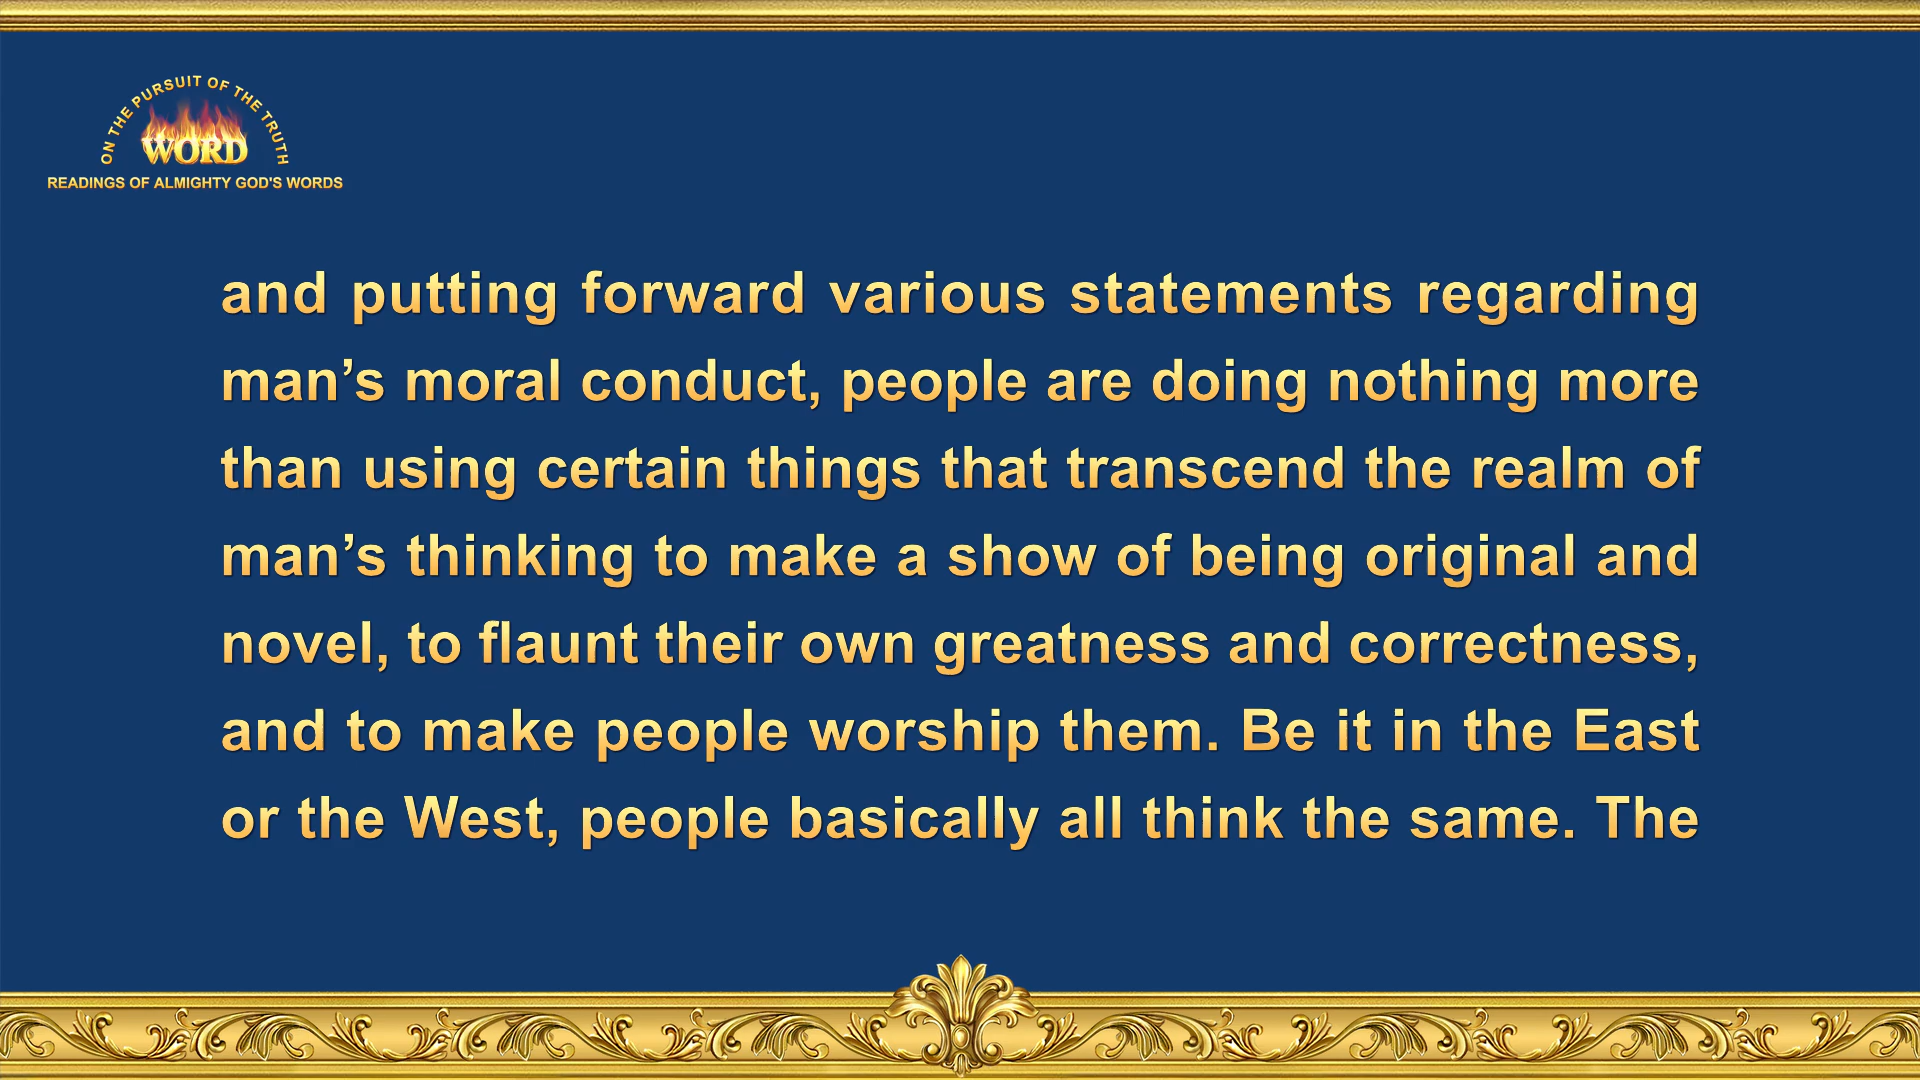 ON THE PURSUIT OF THE TRUTH
WORD
READINGS OF ALMIGHTY GOD'S WORDS
and putting forward various statements regarding
man’s moral conduct, people are doing nothing more
than using certain things that transcend the realm of
man’s thinking to make a show of being original and
novel, to flaunt their own greatness and correctness,
and to make people worship them. Be it in the East
or the West, people basically all think the same. The